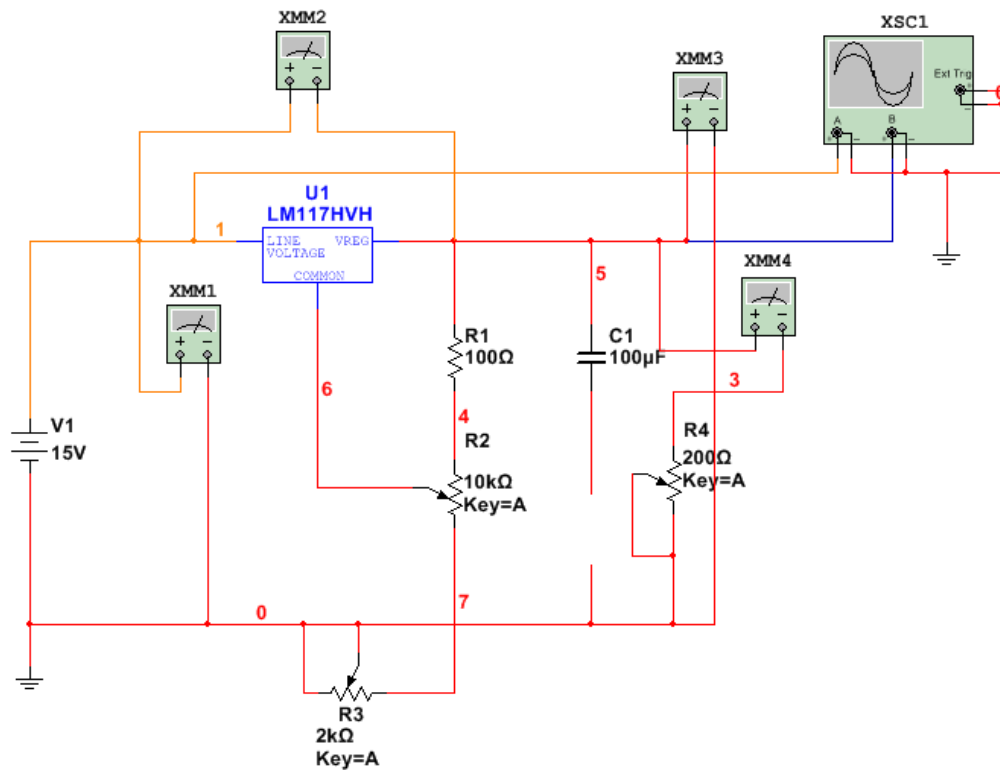 XSC1
XMM2
Ext Trig
+
−
A
B
+ − + −
XMM3
+ −
+ −
U1
LM117HVH
1
LINE VREG
VOLTAGE
COMMON
XMM4
+ −
5
XMM1
+ −
R1
100Ω
C1
100µF
6
3
4
V1
15V
R2
10kΩ
Key=A
R4
200Ω
Key=A
7
0
R3
2kΩ
Key=A